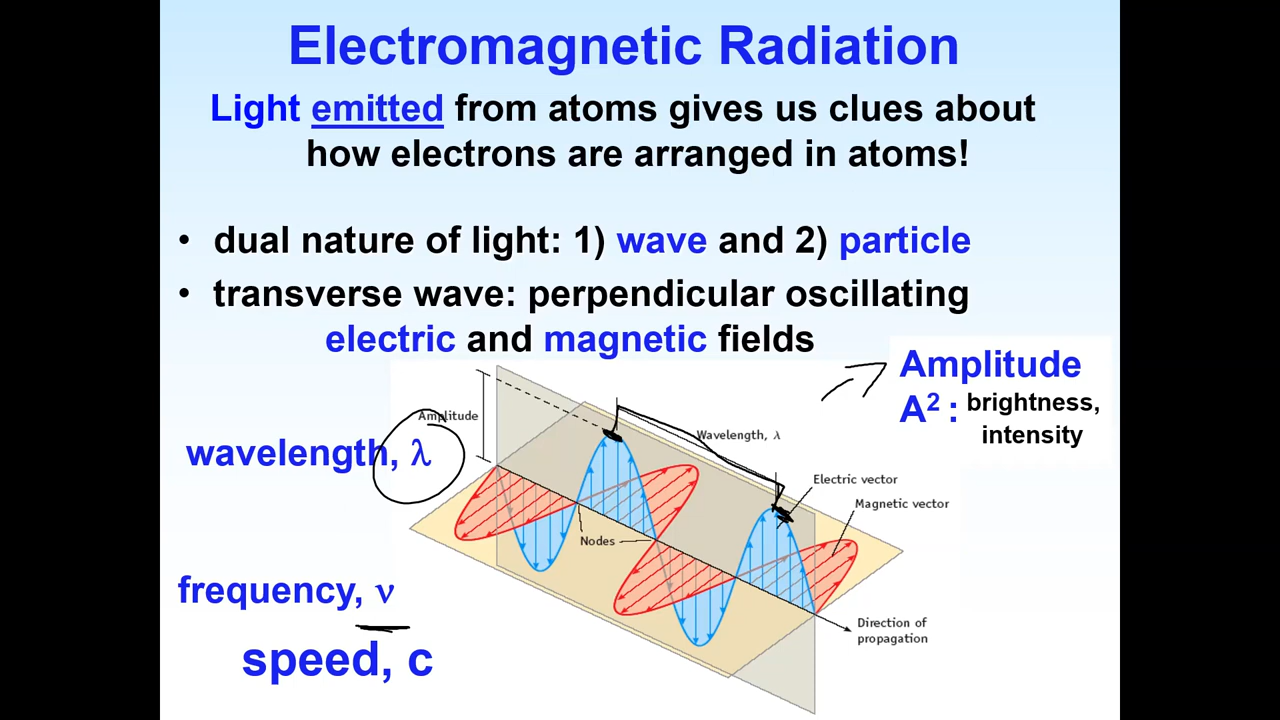 Electromagnetic Radiation
Light emitted from atoms gives us clues about
how electrons are arranged in atoms!
• dual nature of light: 1) wave and 2) particle
• transverse wave: perpendicular oscillating
electric and magnetic fields
Amplitude
A² : brightness,
intensity
Amplitude
Wavelength, λ
wavelength, λ
Electric vector
Magnetic vector
Nodes
frequency, ν
Direction of
propagation
speed, c